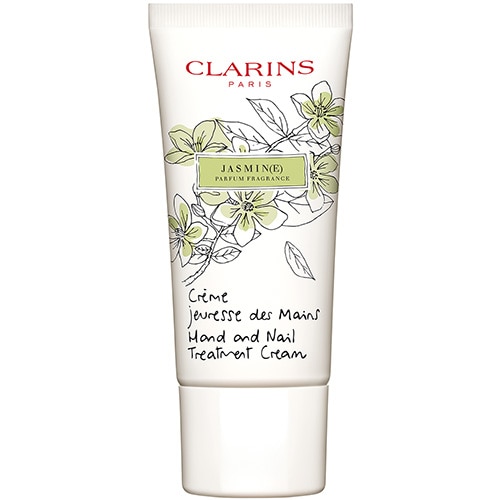 CLARINS
PARIS
JASMIN(E)
PARFUM FRAGRANCE
Crème
jeunesse des Mains
Hand and Nail
Treatment Cream